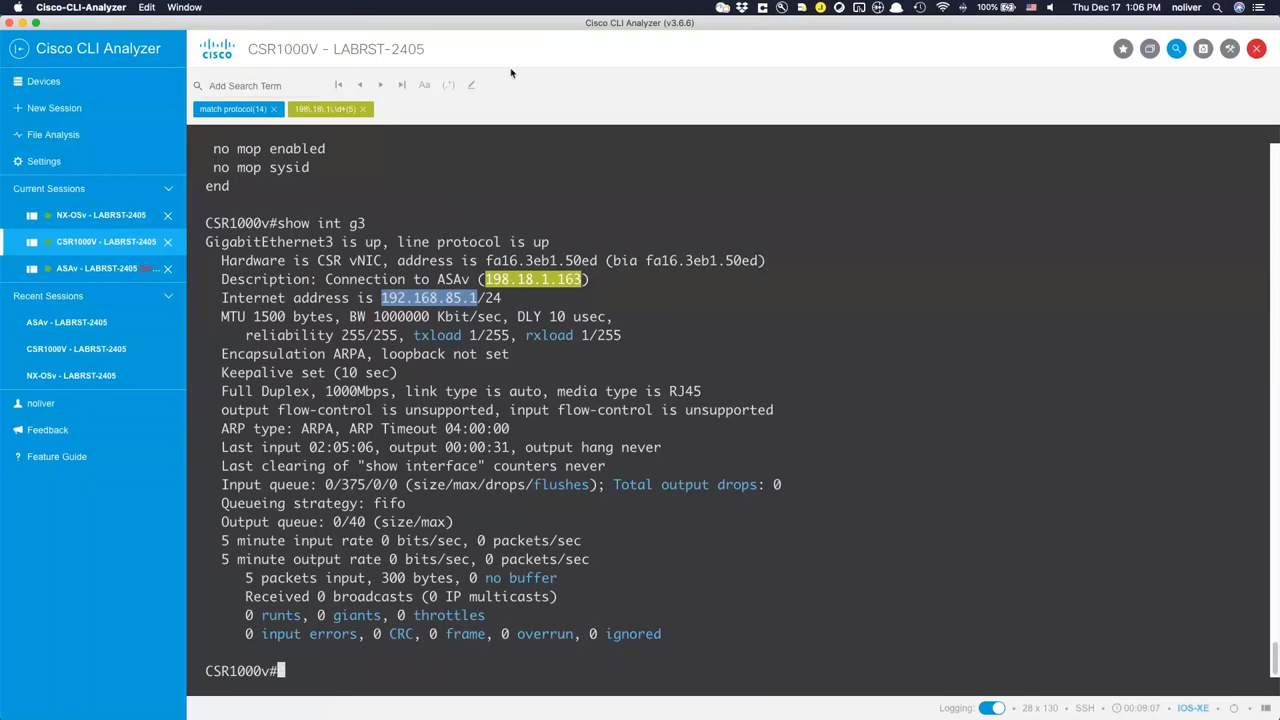 Cisco-CLI-Analyzer Edit Window
Thu Dec 17 1:06 PM noliver
Cisco CLI Analyzer (v3.6.6)
Cisco CLI Analyzer
cisco
CSR1000V - LABRST-2405
Devices
Add Search Term
Aa
(.*)
New Session
match protocol(14)
198\.18\.1\.\d+(5)
File Analysis
Settings
Current Sessions
NX-OSv - LABRST-2405
CSR1000V - LABRST-2405
ASAv - LABRST-2405
Recent Sessions
ASAv - LABRST-2405
CSR1000V - LABRST-2405
NX-OSv - LABRST-2405
noliver
Feedback
? Feature Guide
no mop enabled
no mop sysid
end
CSR1000v#show int g3
GigabitEthernet3 is up, line protocol is up
Hardware is CSR vNIC, address is fa16.3eb1.50ed (bia fa16.3eb1.50ed)
Description: Connection to ASAv (198.18.1.163)
Internet address is 192.168.85.1/24
MTU 1500 bytes, BW 1000000 Kbit/sec, DLY 10 usec,
reliability 255/255, txload 1/255, rxload 1/255
Encapsulation ARPA, loopback not set
Keepalive set (10 sec)
Full Duplex, 1000Mbps, link type is auto, media type is RJ45
output flow-control is unsupported, input flow-control is unsupported
ARP type: ARPA, ARP Timeout 04:00:00
Last input 02:05:06, output 00:00:31, output hang never
Last clearing of "show interface" counters never
Input queue: 0/375/0/0 (size/max/drops/flushes); Total output drops: 0
Queueing strategy: fifo
Output queue: 0/40 (size/max)
5 minute input rate 0 bits/sec, 0 packets/sec
5 minute output rate 0 bits/sec, 0 packets/sec
5 packets input, 300 bytes, 0 no buffer
Received 0 broadcasts (0 IP multicasts)
0 runts, 0 giants, 0 throttles
0 input errors, 0 CRC, 0 frame, 0 overrun, 0 ignored
CSR1000v#
Logging: 28 x 130 SSH 00:09:07 IOS-XE